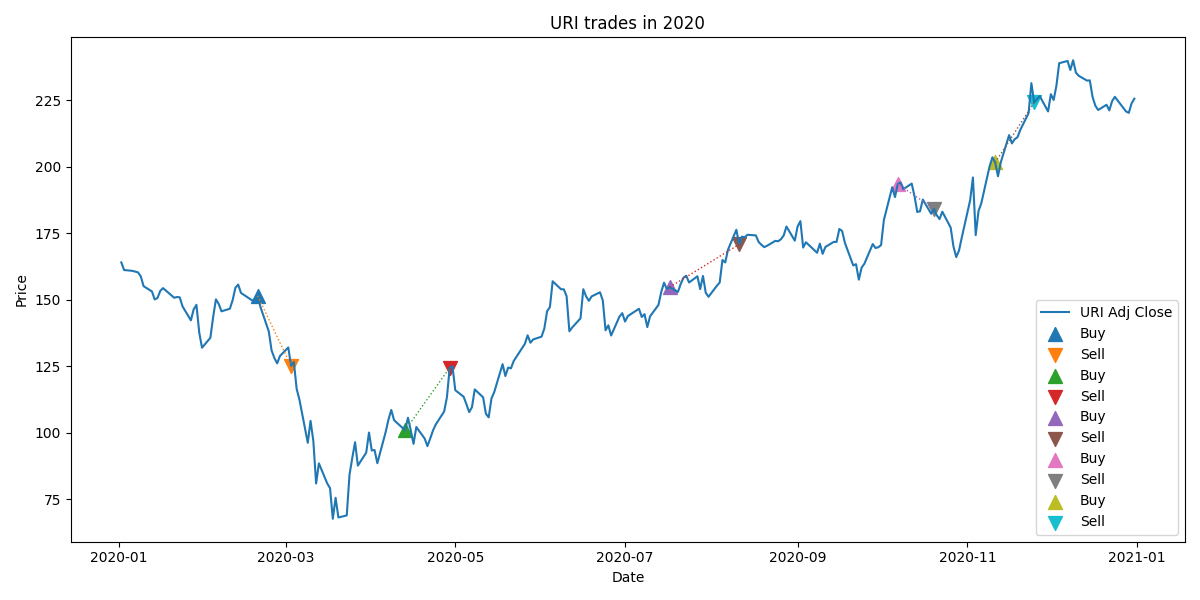 URI trades in 2020
Price
225
200
175
150
125
100
75
2020-01
2020-03
2020-05
2020-07
2020-09
2020-11
2021-01
Date
URI Adj Close
Buy
Sell
Buy
Sell
Buy
Sell
Buy
Sell
Buy
Sell